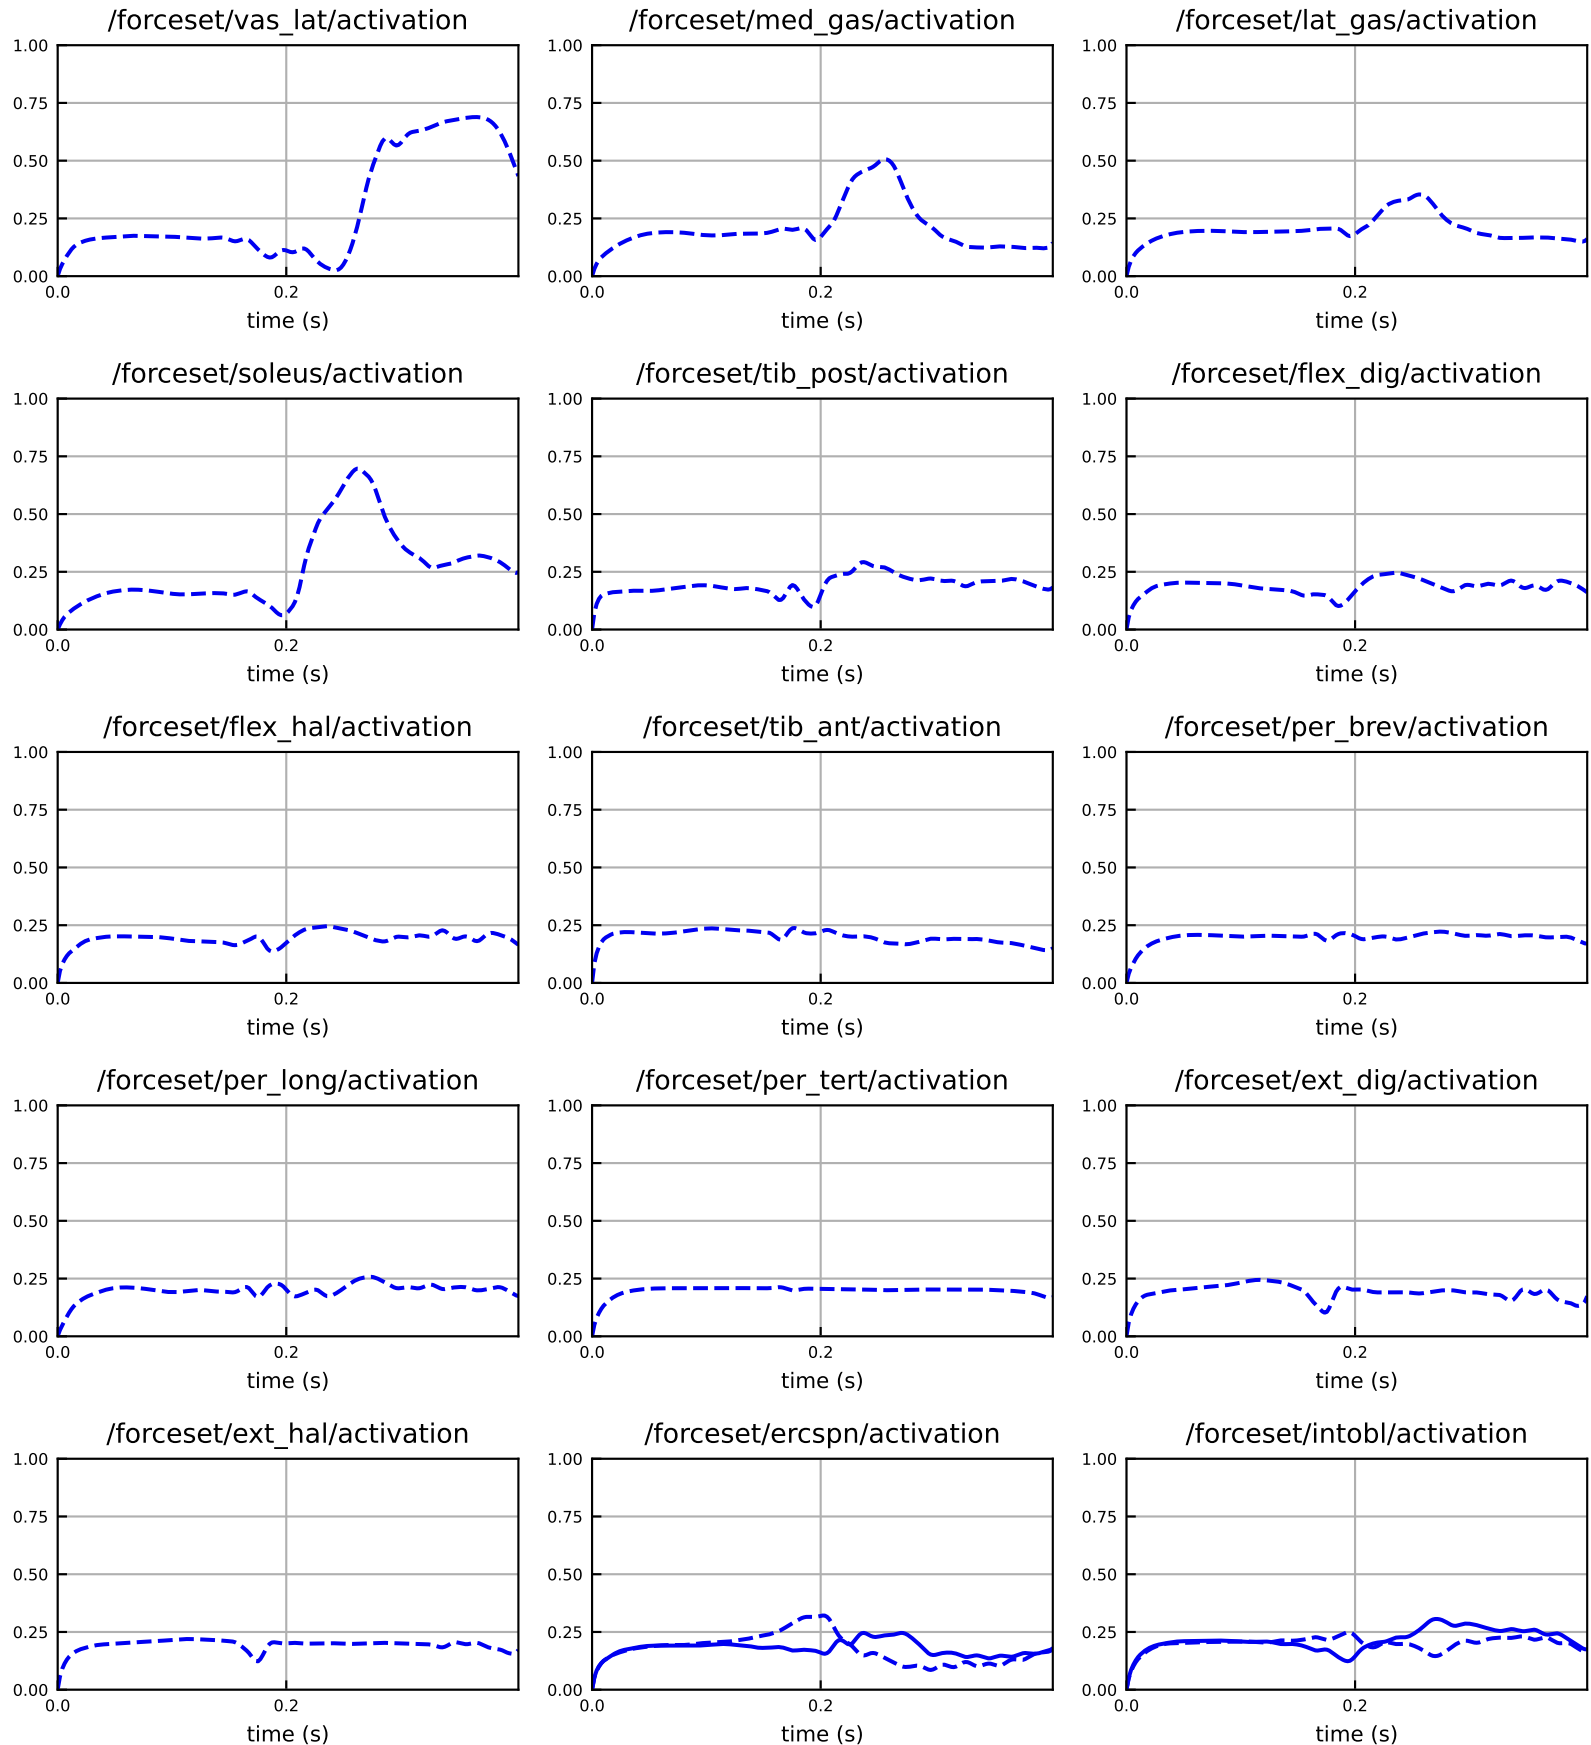 /forceset/vas_lat/activation /forceset/med_gas/activation /forceset/lat_gas/activation
1.00 1.00 1.00
0.75 0.75 0.75
0.50 0.50 0.50
0.25 0.25 0.25
0.00 0.00 0.00
0.0 0.2 0.0 0.2 0.0 0.2
time (s) time (s) time (s)
/forceset/soleus/activation /forceset/tib_post/activation /forceset/flex_dig/activation
1.00 1.00 1.00
0.75 0.75 0.75
0.50 0.50 0.50
0.25 0.25 0.25
0.00 0.00 0.00
0.0 0.2 0.0 0.2 0.0 0.2
time (s) time (s) time (s)
/forceset/flex_hal/activation /forceset/tib_ant/activation /forceset/per_brev/activation
1.00 1.00 1.00
0.75 0.75 0.75
0.50 0.50 0.50
0.25 0.25 0.25
0.00 0.00 0.00
0.0 0.2 0.0 0.2 0.0 0.2
time (s) time (s) time (s)
/forceset/per_long/activation /forceset/per_tert/activation /forceset/ext_dig/activation
1.00 1.00 1.00
0.75 0.75 0.75
0.50 0.50 0.50
0.25 0.25 0.25
0.00 0.00 0.00
0.0 0.2 0.0 0.2 0.0 0.2
time (s) time (s) time (s)
/forceset/ext_hal/activation /forceset/ercspn/activation /forceset/intobl/activation
1.00 1.00 1.00
0.75 0.75 0.75
0.50 0.50 0.50
0.25 0.25 0.25
0.00 0.00 0.00
0.0 0.2 0.0 0.2 0.0 0.2
time (s) time (s) time (s)